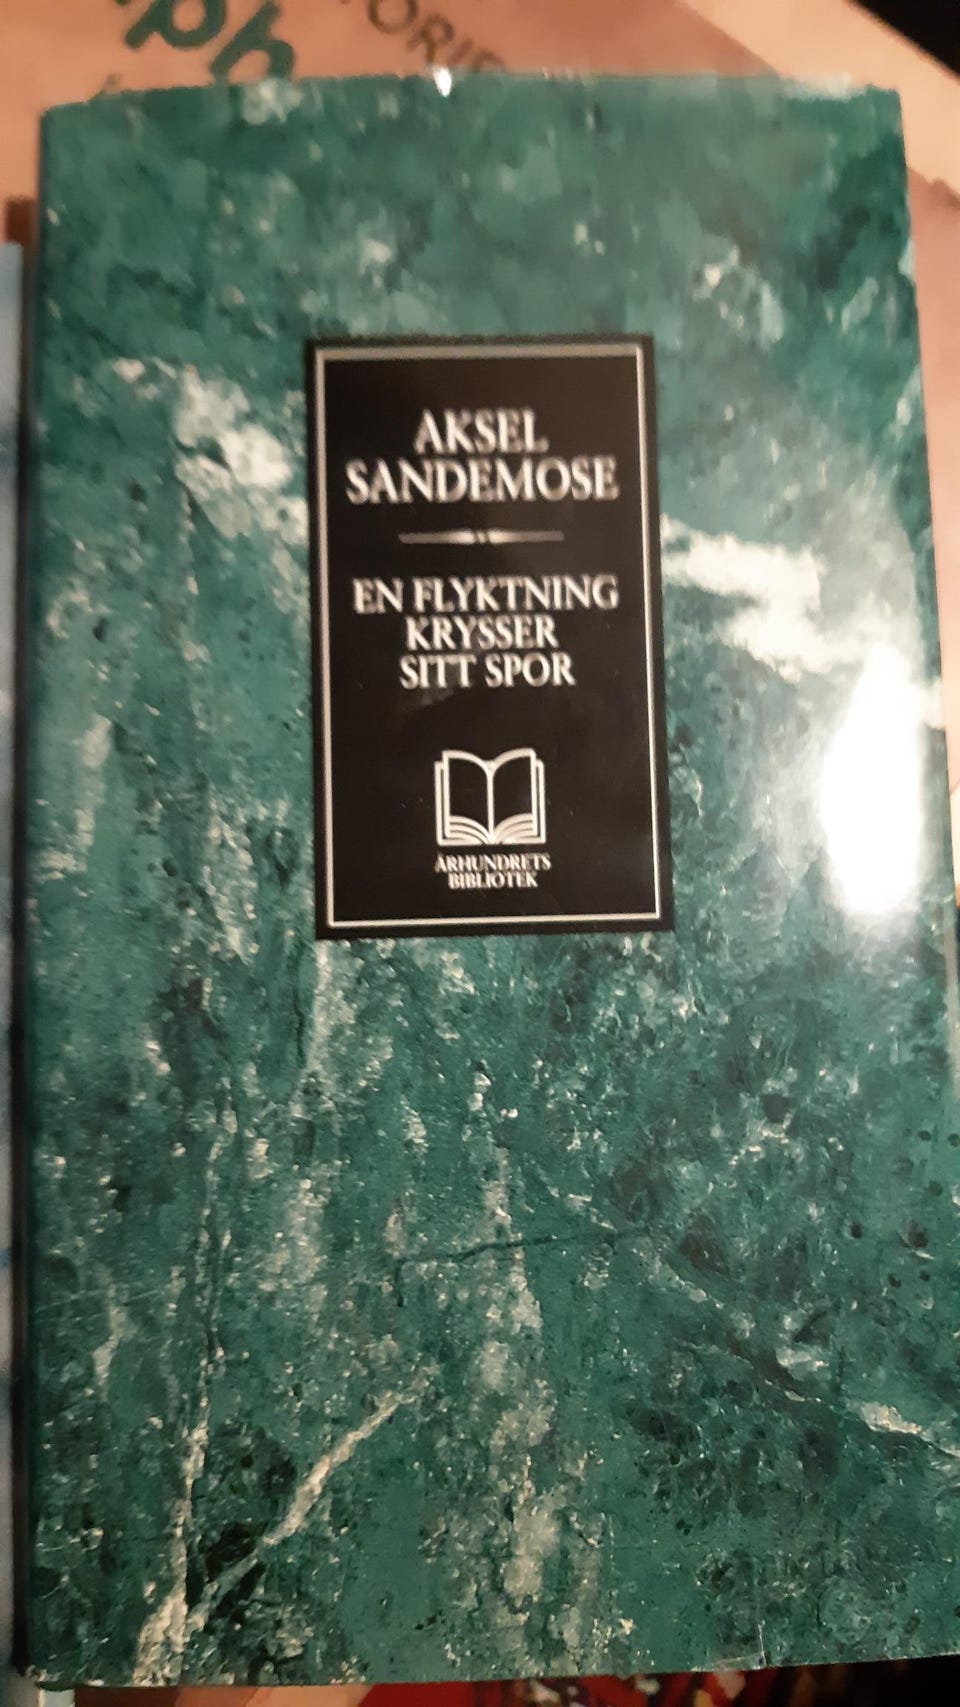 AKSEL
SANDEMOSE
EN FLYKTNING
KRYSSER
SITT SPOR
ÅRHUNDRETS
BIBLIOTEK